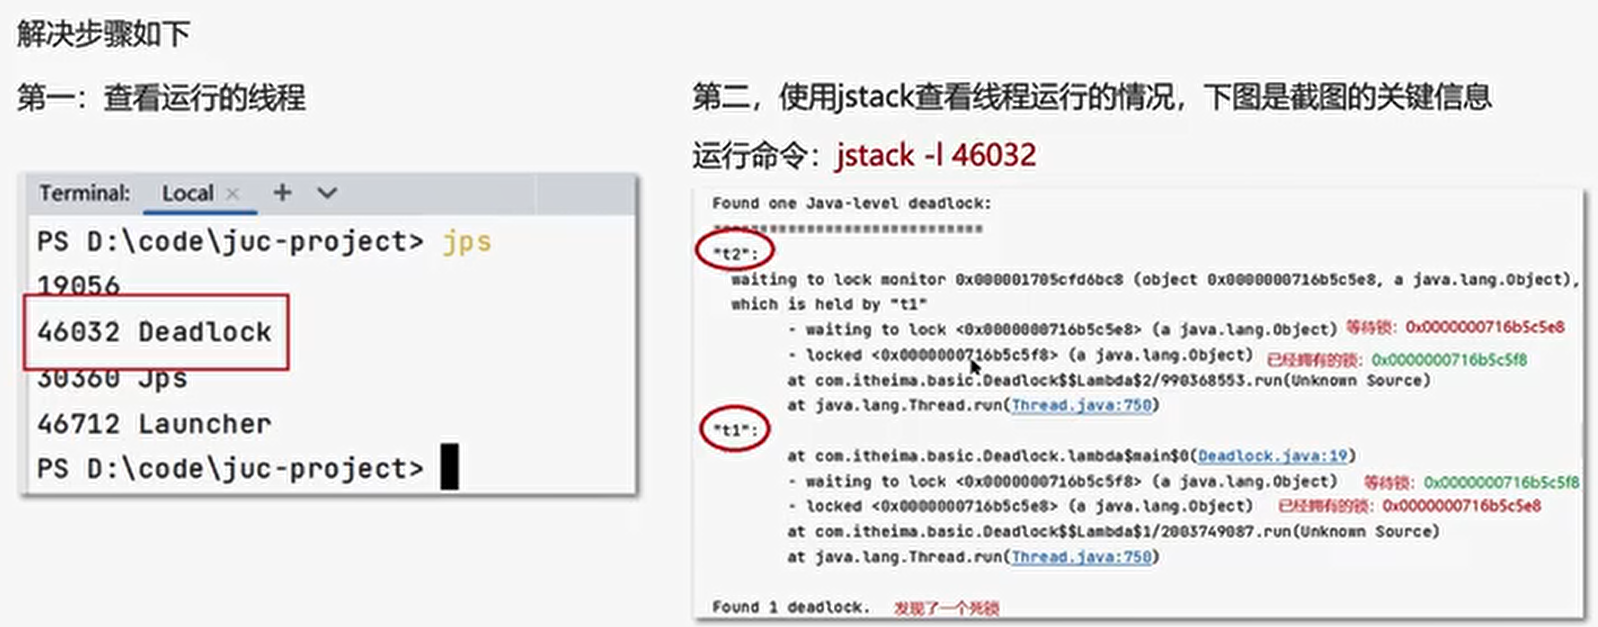 解决步骤如下
第一：查看运行的线程
Terminal: Local × +
PS D:\code\juc-project> jps
19056
46032 Deadlock
30360 Jps
46712 Launcher
PS D:\code\juc-project>
第二，使用jstack查看线程运行的情况，下图是截图的关键信息
运行命令：jstack -l 46032
Found one Java-level deadlock:
=============================
"t2":
waiting to lock monitor 0x000001705cfd6bc8 (object 0x0000000716b5c5e8, a java.lang.Object),
which is held by "t1"
- waiting to lock <0x0000000716b5c5e8> (a java.lang.Object) 等待锁：0x0000000716b5c5e8
- locked <0x0000000716b5c5f8> (a java.lang.Object) 已经拥有的锁：0x0000000716b5c5f8
at com.itheima.basic.Deadlock$$Lambda$2/990368553.run(Unknown Source)
at java.lang.Thread.run(Thread.java:750)
"t1":
at com.itheima.basic.Deadlock.lambda$main$0(Deadlock.java:19)
- waiting to lock <0x0000000716b5c5f8> (a java.lang.Object) 等待锁：0x0000000716b5c5f8
- locked <0x0000000716b5c5e8> (a java.lang.Object) 已经拥有的锁：0x0000000716b5c5e8
at com.itheima.basic.Deadlock$$Lambda$1/2003749087.run(Unknown Source)
at java.lang.Thread.run(Thread.java:750)
Found 1 deadlock. 发现了一个死锁